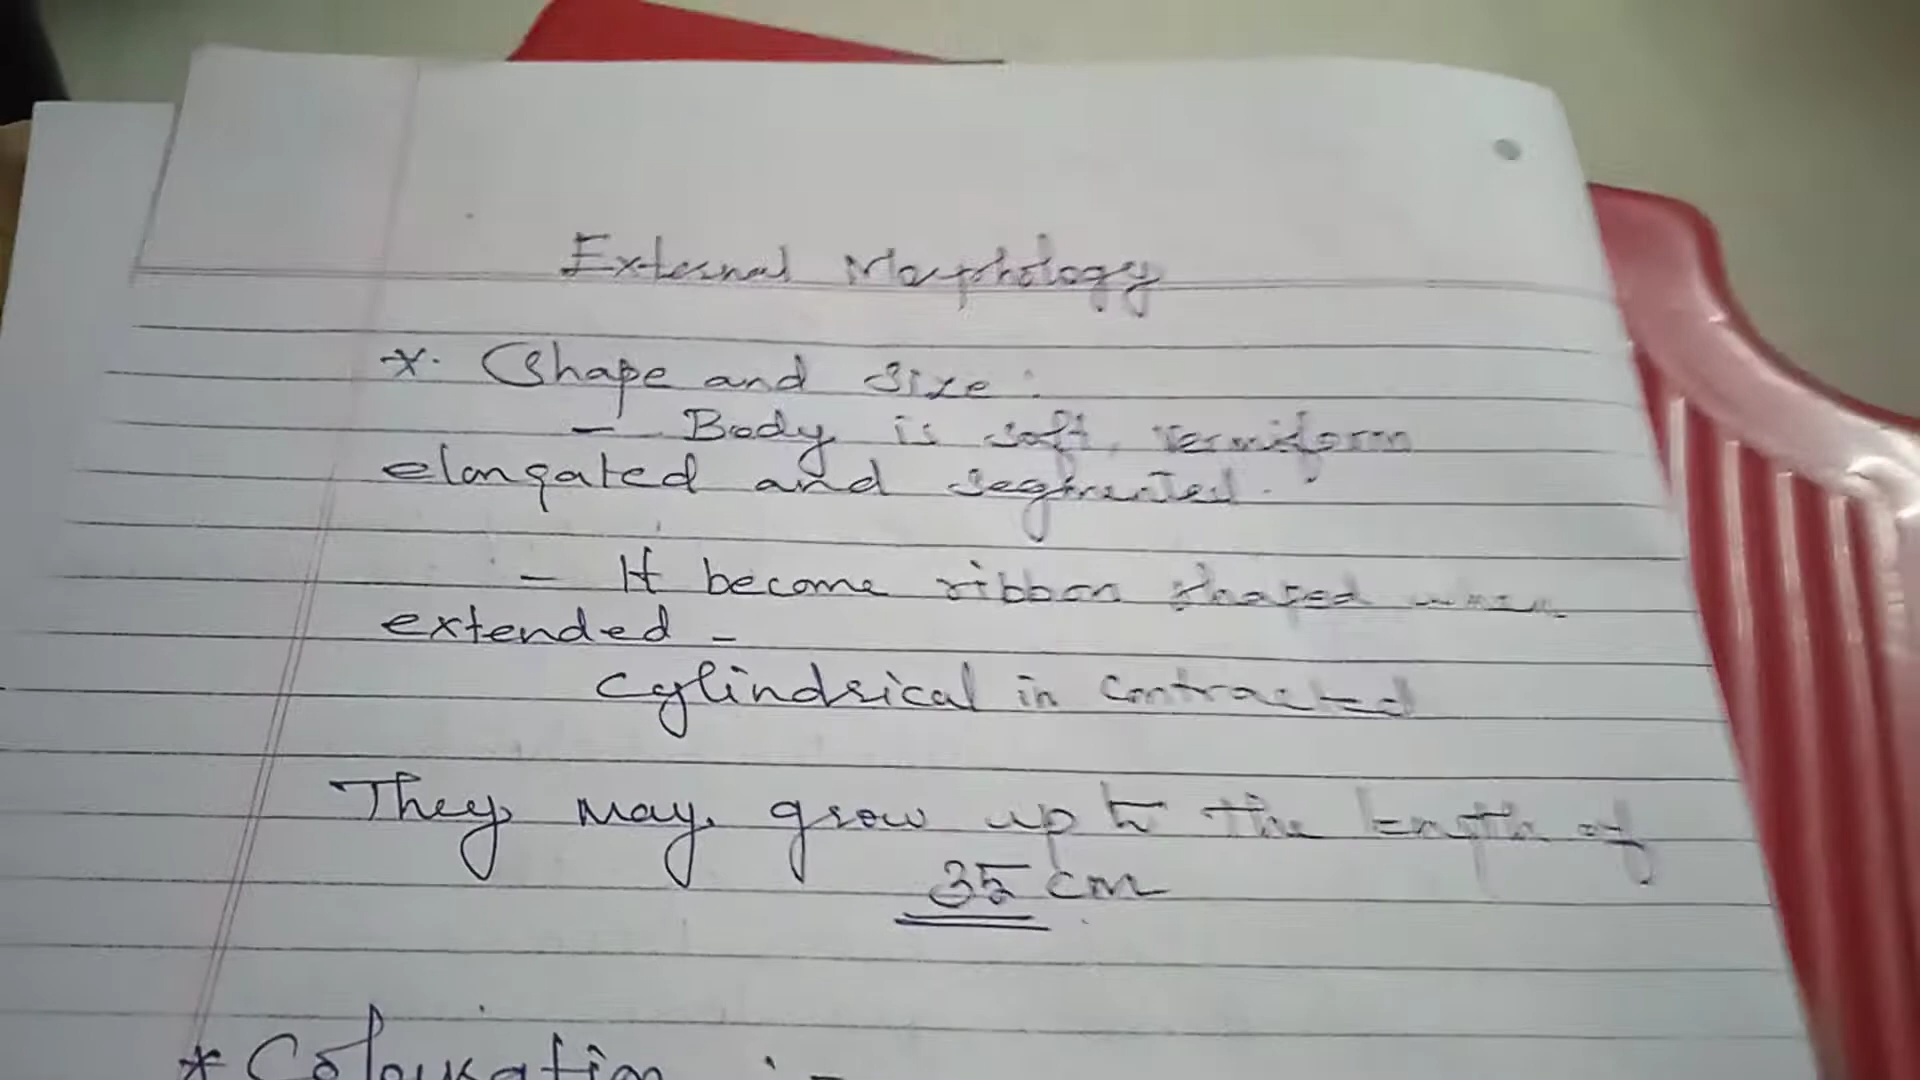 External Morphology
*. Shape and size:
- Body is soft, vermiform
elongated and segmented.
- It become ribbon shaped when
extended -
cylindrical in contracted
They may grow up to the length of
35 cm
* Colouration :-